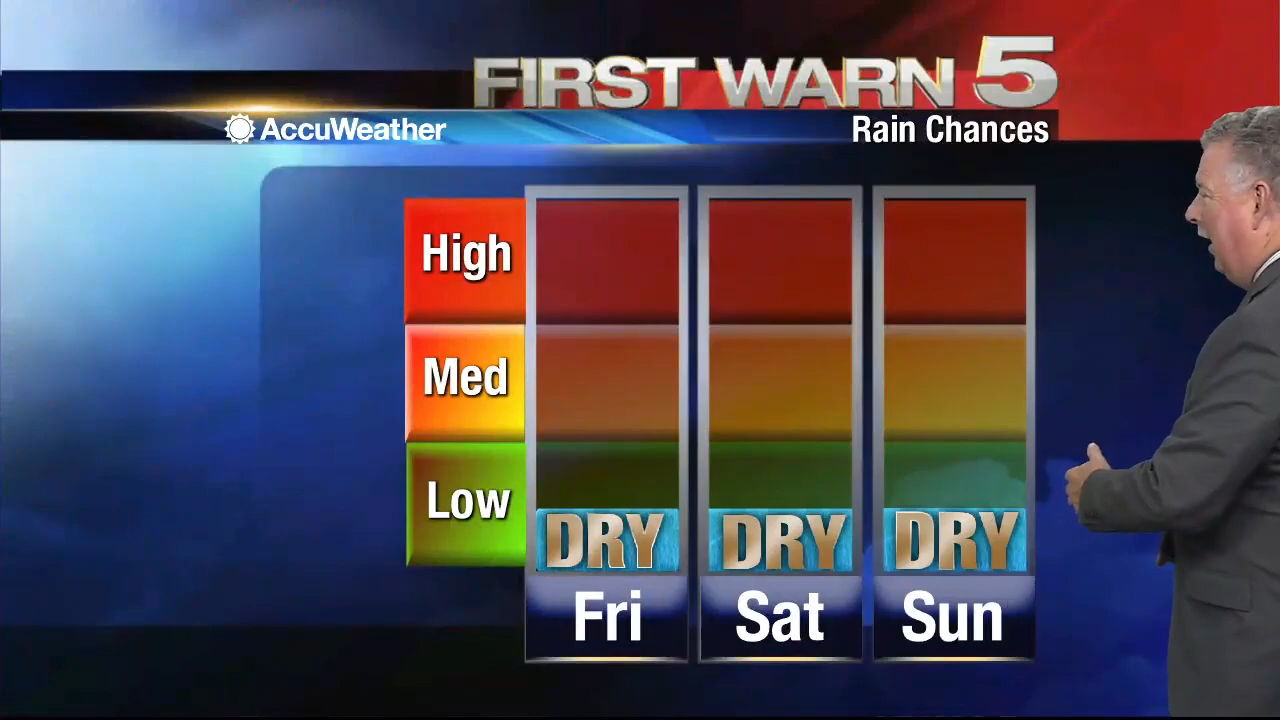 FIRST WARN 5
AccuWeather
Rain Chances
High
Med
Low
DRY DRY DRY
Fri Sat Sun